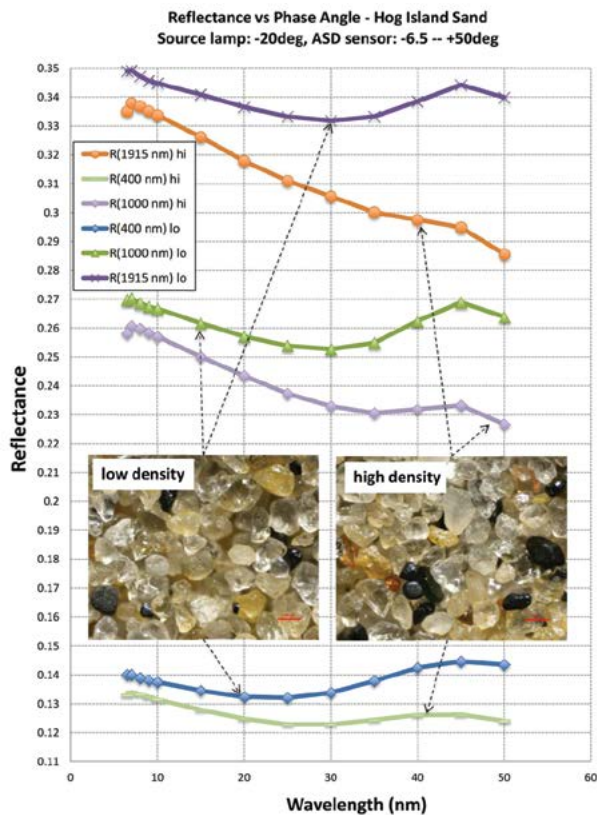 Reflectance vs Phase Angle - Hog Island Sand
Source lamp: -20deg, ASD sensor: -6.5 -- +50deg
0.35
0.34
0.33
0.32
0.31
0.3
0.29
0.28
0.27
0.26
0.25
0.24
0.23
0.22
0.21
0.2
0.19
0.18
0.17
0.16
0.15
0.14
0.13
0.12
0.11
Reflectance
R(1915 nm) hi
R(400 nm) hi
R(1000 nm) hi
R(400 nm) lo
R(1000 nm) lo
R(1915 nm) lo
low density
high density
0 10 20 30 40 50 60
Wavelength (nm)